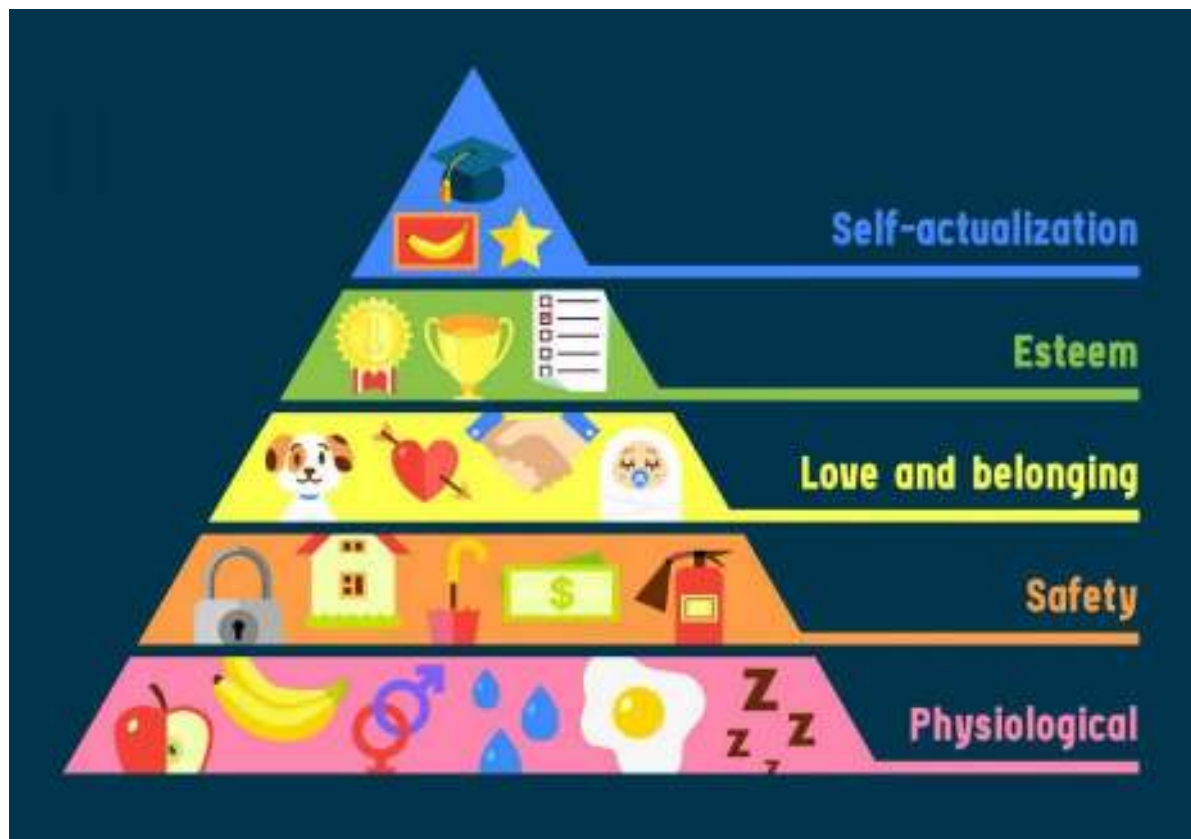 Self-actualization
Esteem
Love and belonging
$
Safety
Z
Z
Z
Z
Physiological